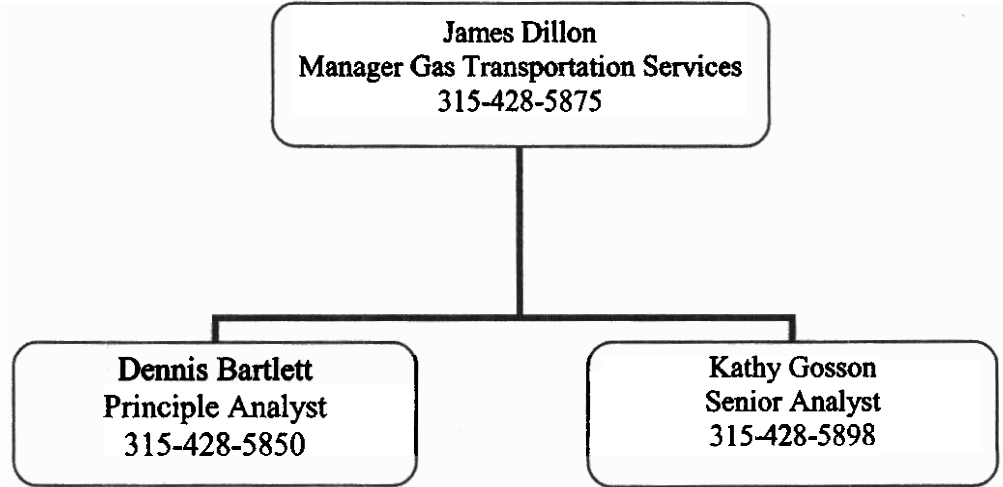 James Dillon
Manager Gas Transportation Services
315-428-5875
Dennis Bartlett
Principle Analyst
315-428-5850
Kathy Gosson
Senior Analyst
315-428-5898